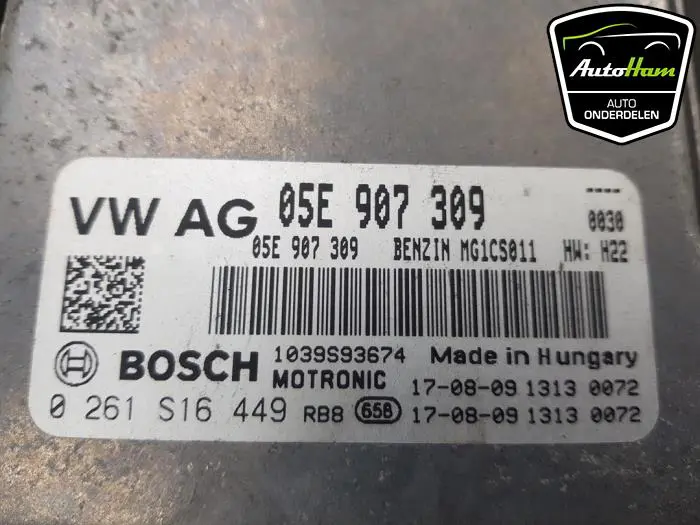 AutoHam
AUTO
ONDERDELEN
VW AG 05E 907 309 ----
0030
05E 907 309 BENZIN MG1CS011 HW: H22
BOSCH 1039S93674 Made in Hungary
MOTRONIC 17-08-09 1313 0072
0 261 S16 449 RB8 658 17-08-09 1313 0072